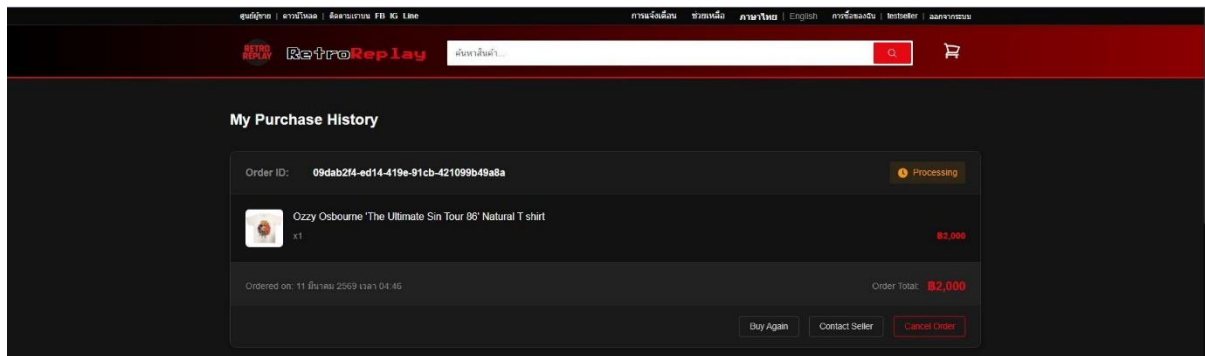 ศูนย์ผู้ขาย | ดาวน์โหลด | ติดตามเราบน FB IG Line
การแจ้งเตือน ช่วยเหลือ ภาษาไทย | English การซื้อของฉัน | testseller | ออกจากระบบ
RETRO
REPLAY
RetroReplay
ค้นหาสินค้า...
My Purchase History
Order ID: 09dab2f4-ed14-419e-91cb-421099b49a8a
Processing
Ozzy Osbourne 'The Ultimate Sin Tour 86' Natural T shirt
x1
฿2,000
Ordered on: 11 มีนาคม 2569 เวลา 04:46
Order Total: ฿2,000
Buy Again Contact Seller Cancel Order